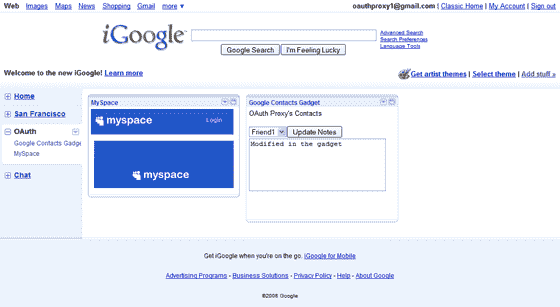 Web Images Maps News Shopping Gmail more ▼
oauthproxy1@gmail.com | Classic Home | My Account | Sign out
iGoogle™
Advanced Search
Search Preferences
Language Tools
Google Search I'm Feeling Lucky
Welcome to the new iGoogle! Learn more
Get artist themes | Select theme | Add stuff »
Home
San Francisco
OAuth
Google Contacts Gadge
MySpace
Chat
MySpace
myspace Login
myspace
Google Contacts Gadget
OAuth Proxy's Contacts
Friend1 Update Notes
Modified in the gadget
Get iGoogle when you're on the go. iGoogle for Mobile
Advertising Programs - Business Solutions - Privacy Policy - Help - About Google
©2008 Google